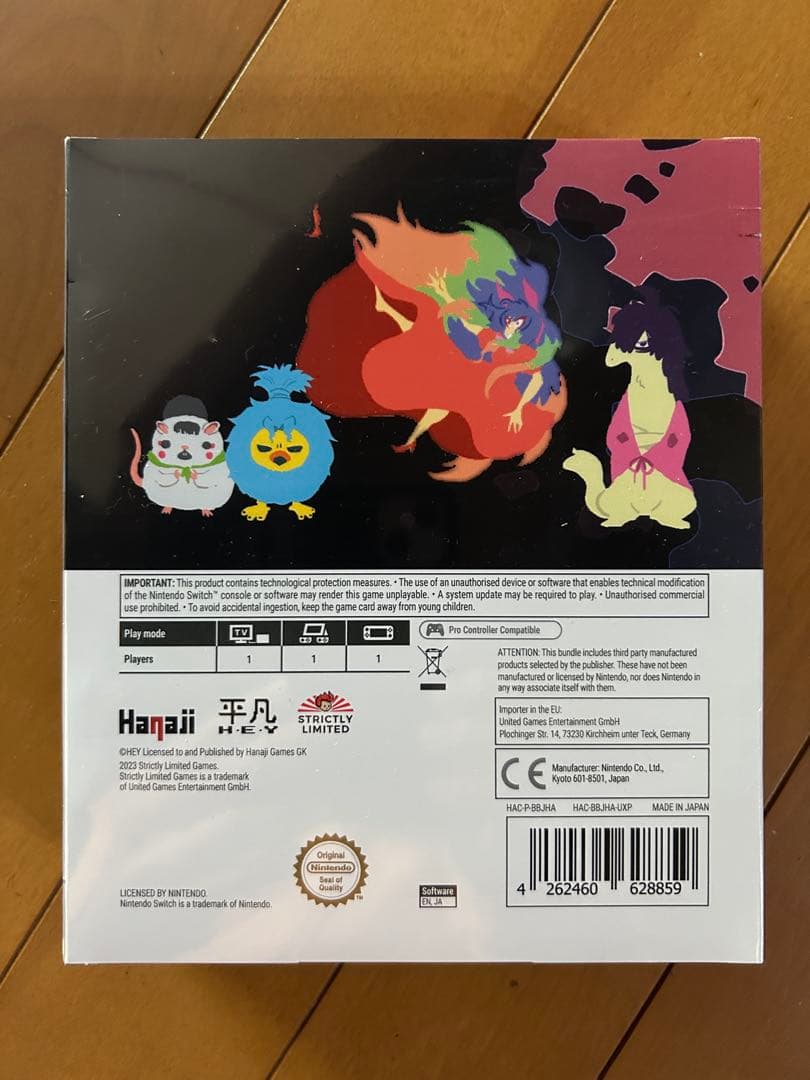 IMPORTANT: This product contains technological protection measures. • The use of an unauthorised device or software that enables technical modification
of the Nintendo Switch™ console or software may render this game unplayable. • A system update may be required to play. • Unauthorised commercial
use prohibited. • To avoid accidental ingestion, keep the game card away from young children.
Play mode
TV
Players
1
1
1
Pro Controller Compatible
ATTENTION: This bundle includes third party manufactured
products selected by the publisher. These have not been
manufactured or licensed by Nintendo, nor does Nintendo in
any way associate itself with them.
Hanaji
平凡
H·E·Y
STRICTLY
LIMITED
©HEY Licensed to and Published by Hanaji Games GK
2023 Strictly Limited Games.
Strictly Limited Games is a trademark
of United Games Entertainment GmbH.
Importer in the EU:
United Games Entertainment GmbH
Plochinger Str. 14, 73230 Kirchheim unter Teck, Germany
CE
Manufacturer: Nintendo Co., Ltd.,
Kyoto 601-8501, Japan
HAC-P-BBJHA HAC-BBJHA-UXP MADE IN JAPAN
Original
Nintendo
Seal of
Quality
TM
LICENSED BY NINTENDO.
Nintendo Switch is a trademark of Nintendo.
Software
EN, JA
4 262460 628859